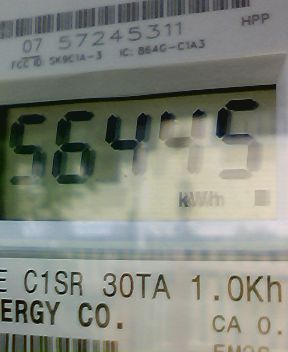 HPP
07 57245311
FCC ID: SK9C1A-3 IC: 864G-C1A3
56445
kWh
E C1SR 30TA 1.0Kh
ERGY CO.
CA 0.